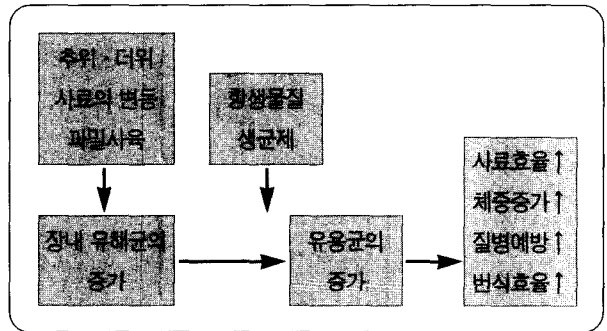 추위·더위
사료의 변동
과밀사육
항생물질
생균제
장내 유해균의
증가
유용균의
증가
사료효율↑
체중증가↑
질병예방↑
번식효율↑